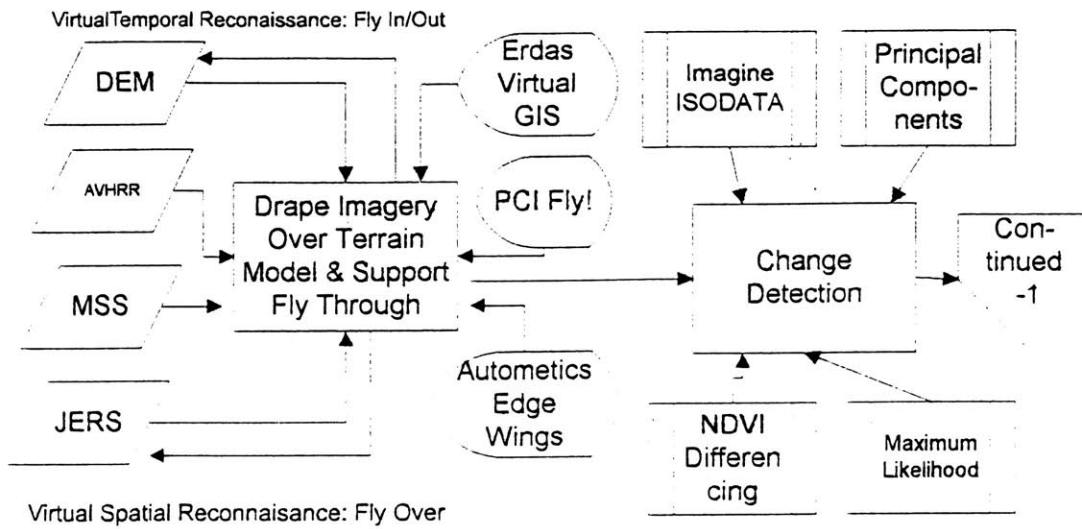 VirtualTemporal Reconaissance: Fly In/Out
DEM
AVHRR
MSS
JERS
Drape Imagery
Over Terrain
Model & Support
Fly Through
Erdas
Virtual
GIS
PCI Fly!
Autometics
Edge
Wings
Imagine
ISODATA
Principal
Compo-
nents
Change
Detection
NDVI
Differen
cing
Maximum
Likelihood
Con-
tinued
-1
Virtual Spatial Reconnaisance: Fly Over